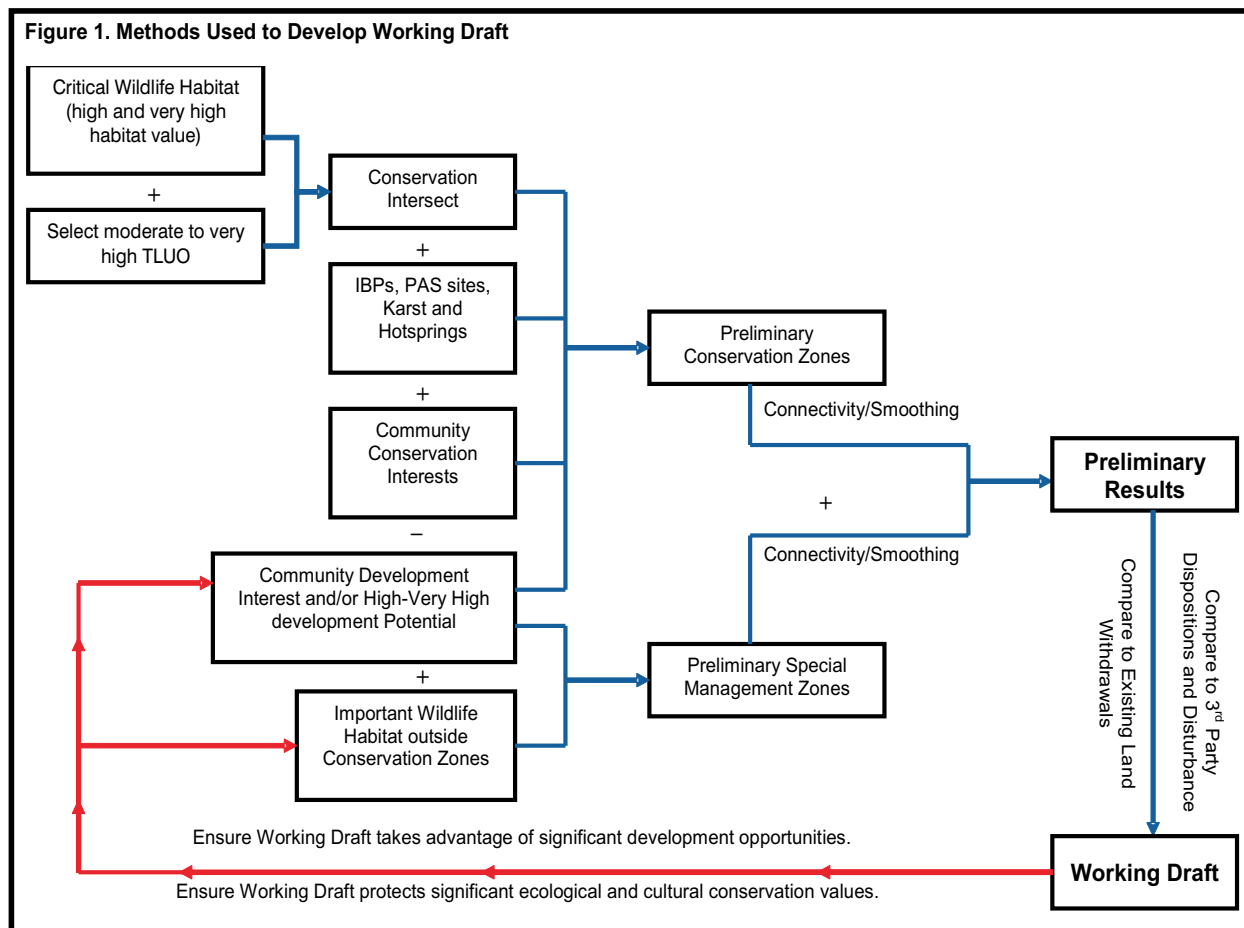 Figure 1. Methods Used to Develop Working Draft
Critical Wildlife Habitat
(high and very high
habitat value)
+
Select moderate to very
high TLUO
Conservation
Intersect
+
IBPs, PAS sites,
Karst and
Hotsprings
+
Community
Conservation
Interests
−
Community Development
Interest and/or High-Very High
development Potential
+
Important Wildlife
Habitat outside
Conservation Zones
Preliminary
Conservation Zones
Connectivity/Smoothing
+
Connectivity/Smoothing
Preliminary Special
Management Zones
Preliminary
Results
Compare to 3rd Party
Dispositions and Disturbance
Compare to Existing Land
Withdrawals
Working Draft
Ensure Working Draft takes advantage of significant development opportunities.
Ensure Working Draft protects significant ecological and cultural conservation values.